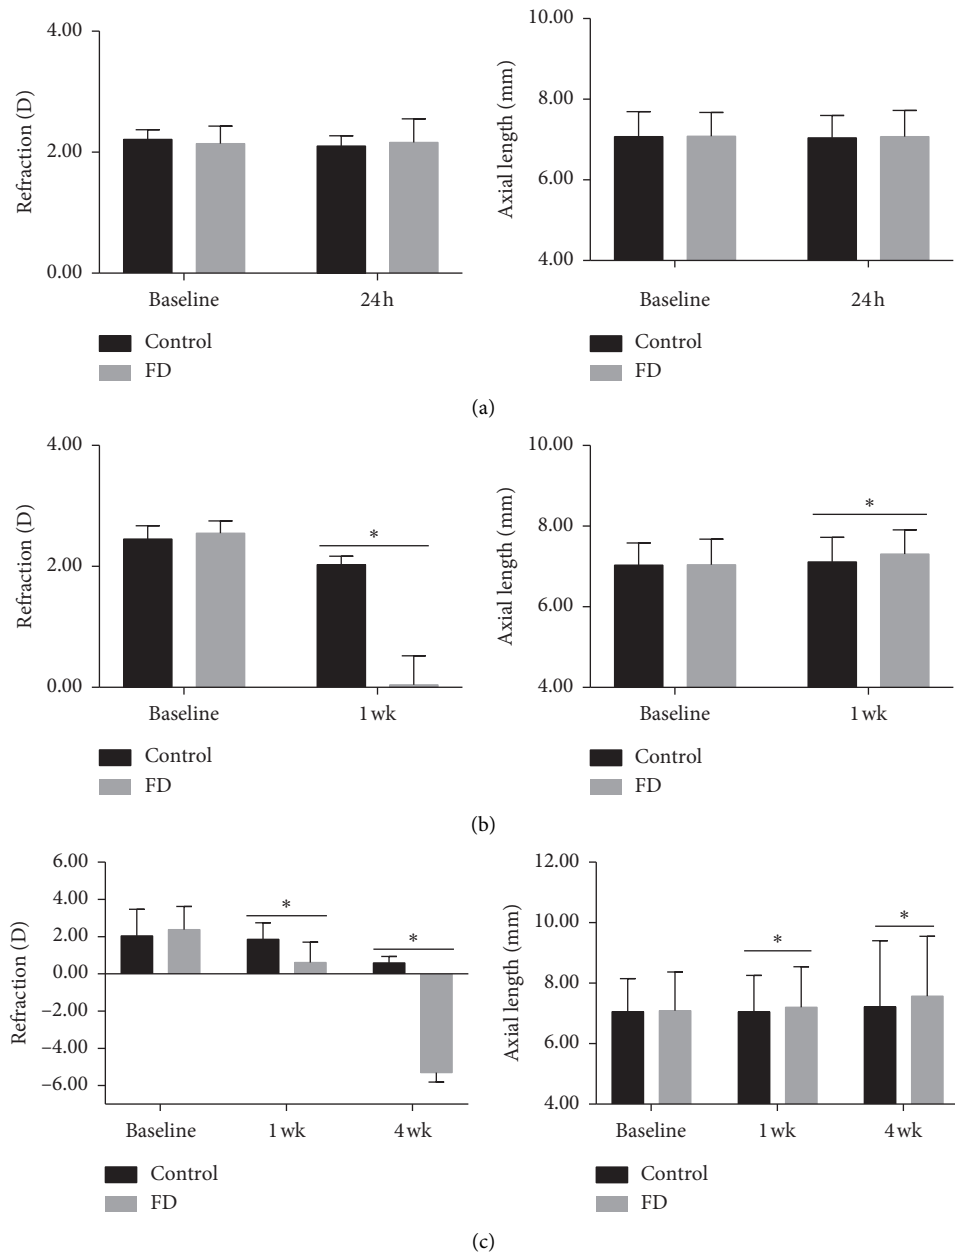 4.00
2.00
0.00
Refraction (D)
Baseline
24 h
Control
FD
10.00
8.00
6.00
4.00
Axial length (mm)
Baseline
24 h
Control
FD
(a)
4.00
2.00
0.00
Refraction (D)
*
Baseline
1 wk
Control
FD
10.00
8.00
6.00
4.00
Axial length (mm)
*
Baseline
1 wk
Control
FD
(b)
6.00
4.00
2.00
0.00
−2.00
−4.00
−6.00
Refraction (D)
*
*
Baseline
1 wk
4 wk
Control
FD
12.00
10.00
8.00
6.00
4.00
Axial length (mm)
*
*
Baseline
1 wk
4 wk
Control
FD
(c)